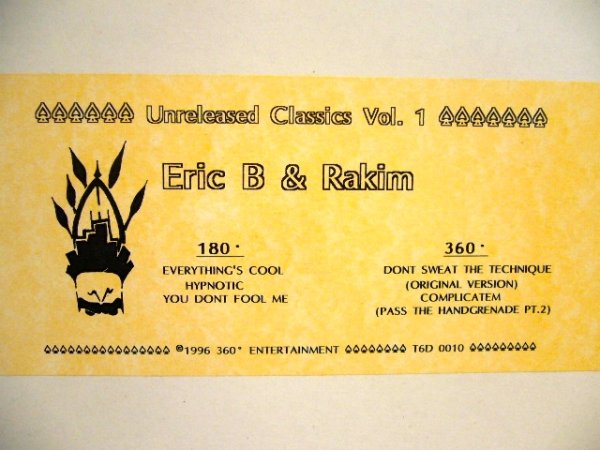 Unreleased Classics Vol. 1
Eric B & Rakim
180°
EVERYTHING'S COOL
HYPNOTIC
YOU DONT FOOL ME
360°
DONT SWEAT THE TECHNIQUE
(ORIGINAL VERSION)
COMPLICATEM
(PASS THE HANDGRENADE PT.2)
©1996 360° ENTERTAINMENT T6D 0010